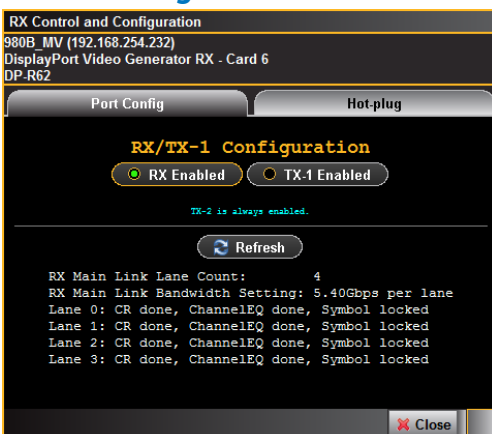 RX Control and Configuration
980B_MV (192.168.254.232)
DisplayPort Video Generator RX - Card 6
DP-R62
Port Config
Hot-plug
RX/TX-1 Configuration
RX Enabled
TX-1 Enabled
TX-2 is always enabled.
Refresh
RX Main Link Lane Count: 4
RX Main Link Bandwidth Setting: 5.40Gbps per lane
Lane 0: CR done, ChannelEQ done, Symbol locked
Lane 1: CR done, ChannelEQ done, Symbol locked
Lane 2: CR done, ChannelEQ done, Symbol locked
Lane 3: CR done, ChannelEQ done, Symbol locked
Close